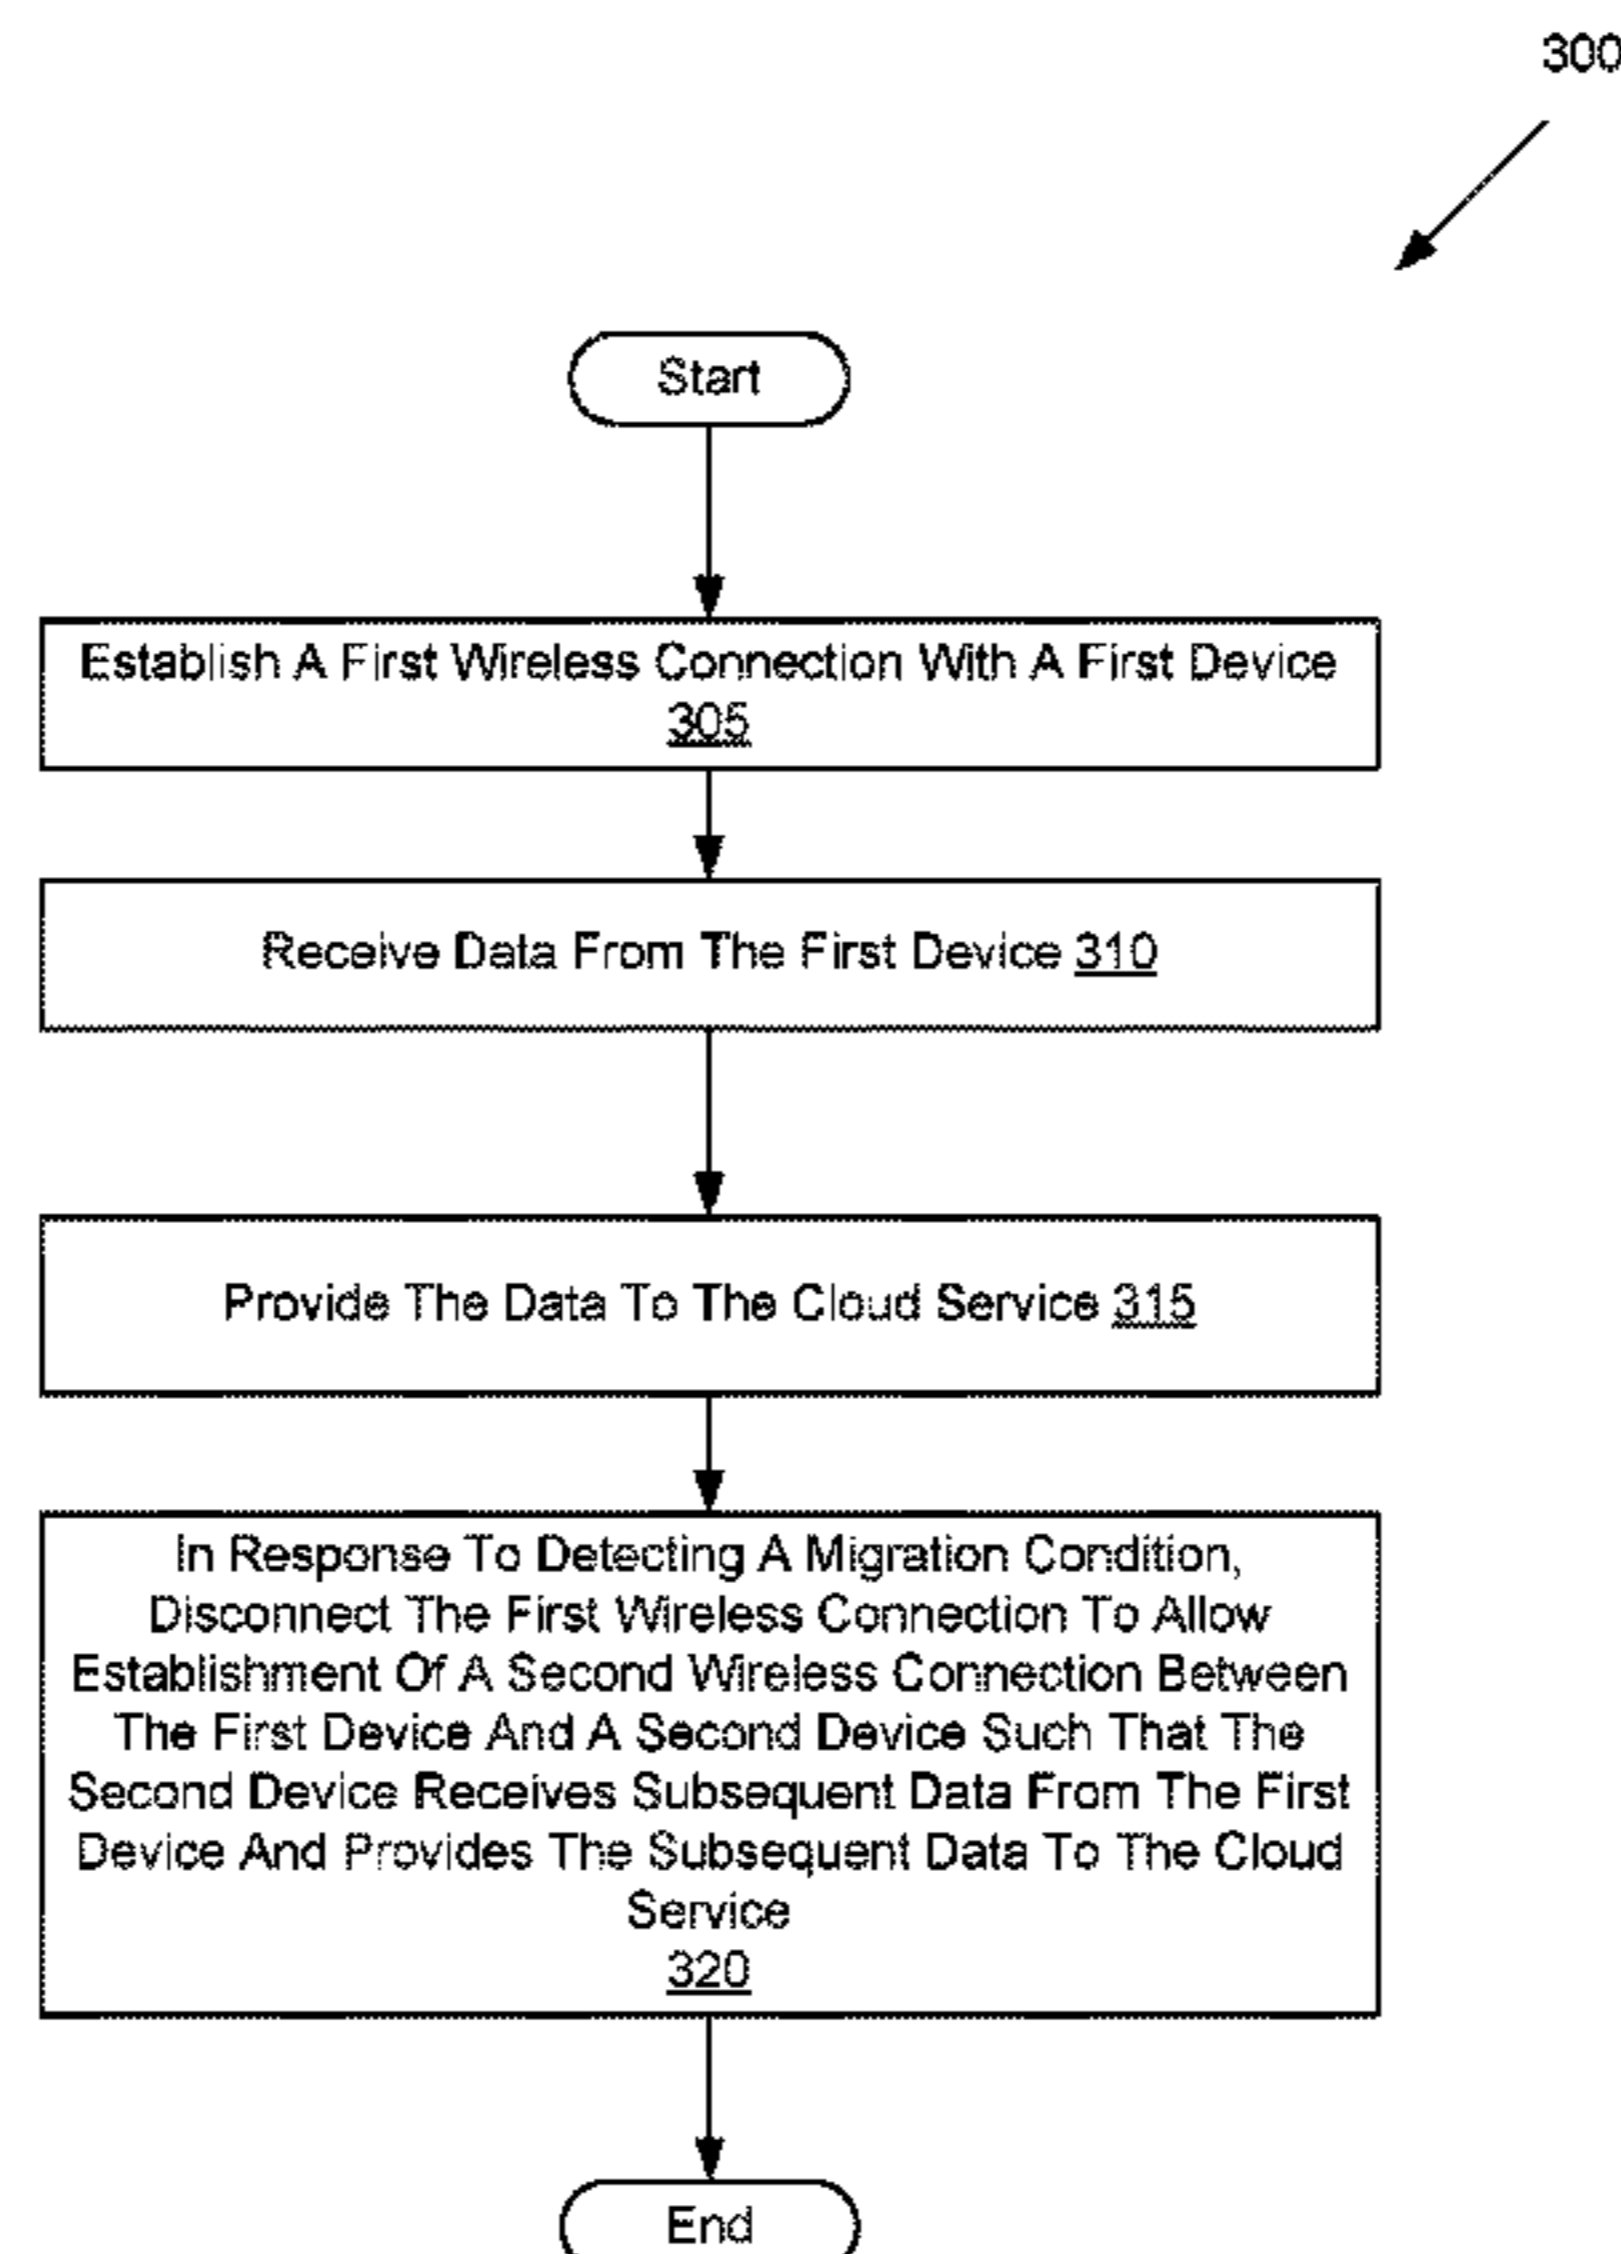 300
Start
Establish A First Wireless Connection With A First Device
305
Receive Data From The First Device 310
Provide The Data To The Cloud Service 315
In Response To Detecting A Migration Condition,
Disconnect The First Wireless Connection To Allow
Establishment Of A Second Wireless Connection Between
The First Device And A Second Device Such That The
Second Device Receives Subsequent Data From The First
Device And Provides The Subsequent Data To The Cloud
Service
320
End